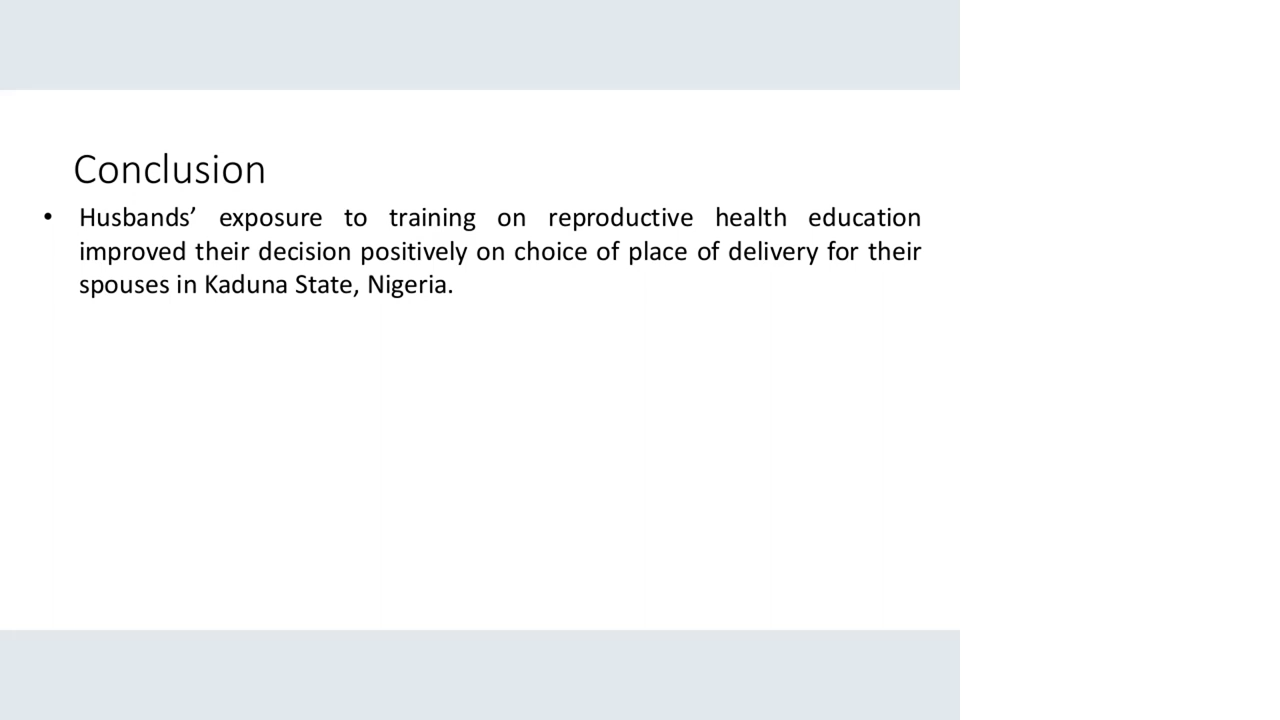 Conclusion
• Husbands’ exposure to training on reproductive health education
improved their decision positively on choice of place of delivery for their
spouses in Kaduna State, Nigeria.